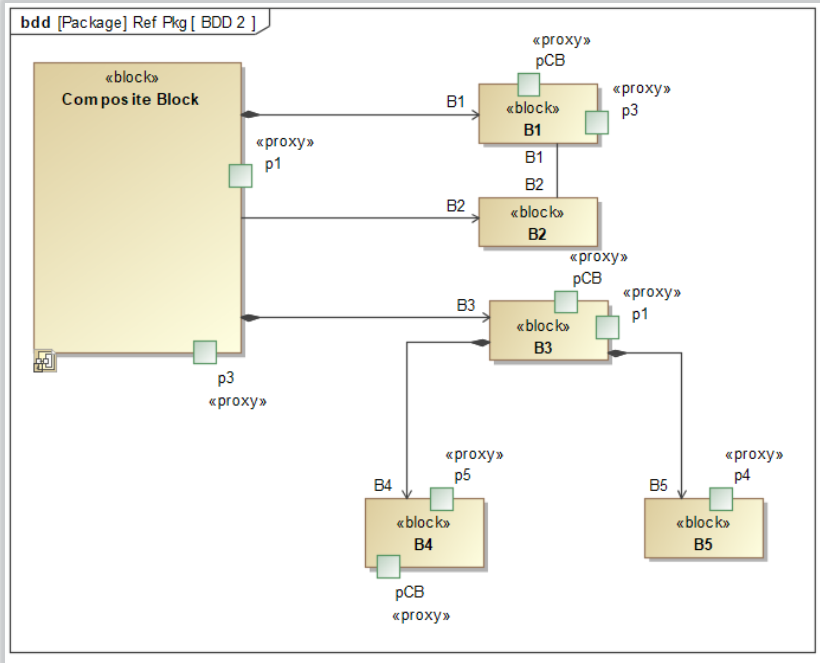 bdd [Package] Ref Pkg [ BDD 2 ]
«block»
Composite Block
«proxy»
p1
p3
«proxy»
B1
«proxy»
pCB
«block»
B1
«proxy»
p3
B1
B2
B2
«block»
B2
B3
«proxy»
pCB
«block»
B3
«proxy»
p1
B4
«proxy»
p5
«block»
B4
pCB
«proxy»
B5
«proxy»
p4
«block»
B5